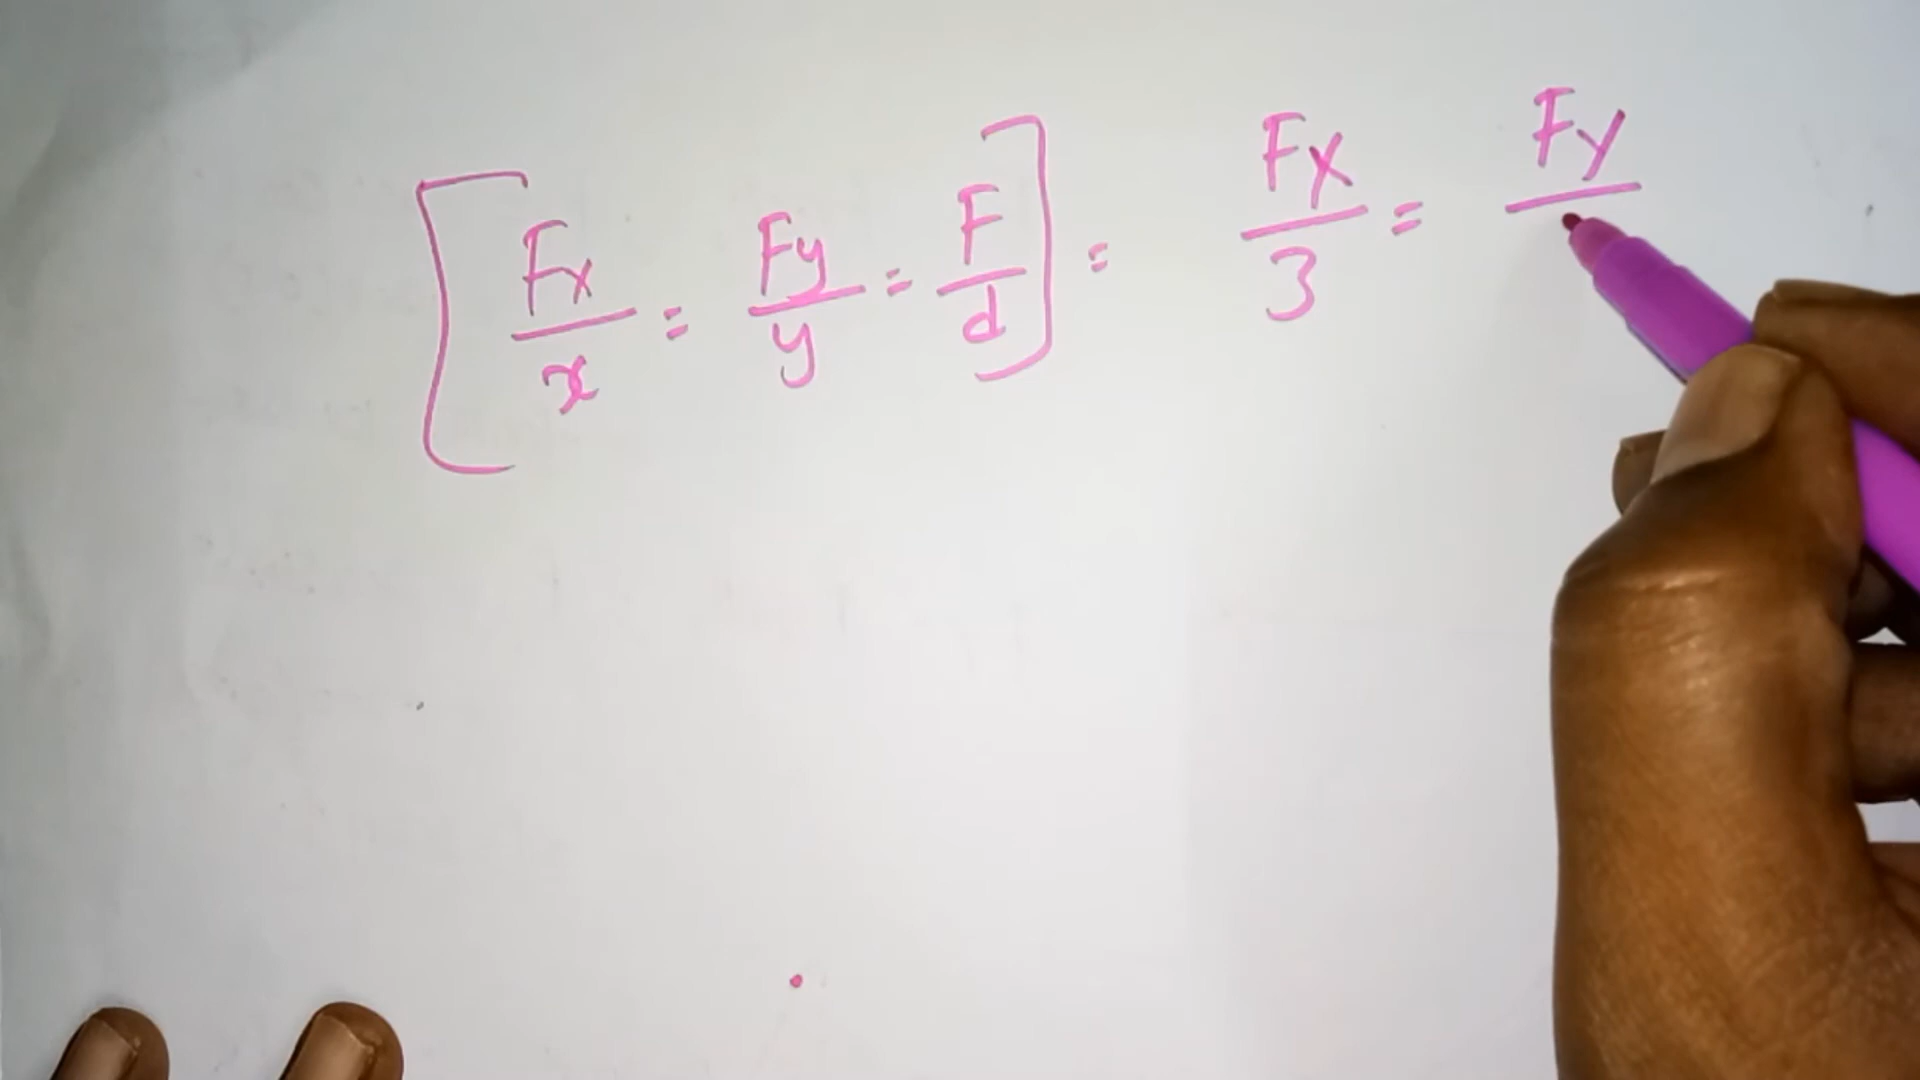 [Fx/x = Fy/y = F/d] = Fx/3 = Fy/